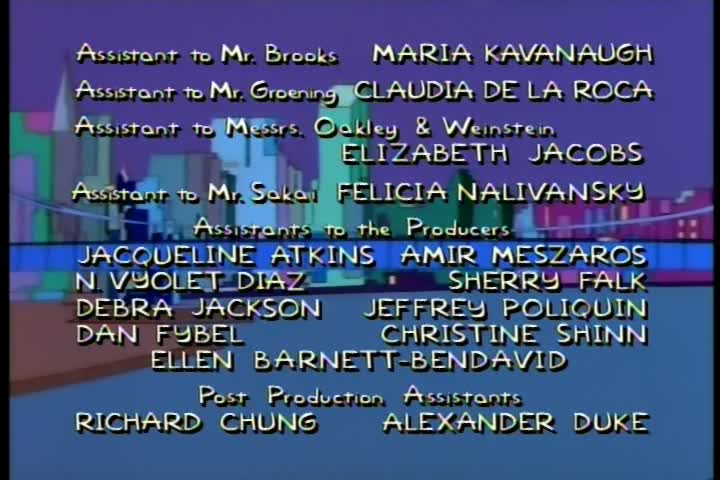 Assistant to Mr. Brooks MARIA KAVANAUGH
Assistant to Mr. Groening CLAUDIA DE LA ROCA
Assistant to Messrs. Oakley & Weinstein
ELIZABETH JACOBS
Assistant to Mr. Sakai FELICIA NALIVANSKY
Assistants to the Producers
JACQUELINE ATKINS AMIR MESZAROS
N. VYOLET DIAZ SHERRY FALK
DEBRA JACKSON JEFFREY POLIQUIN
DAN FYBEL CHRISTINE SHINN
ELLEN BARNETT-BENDAVID
Post Production Assistants
RICHARD CHUNG ALEXANDER DUKE